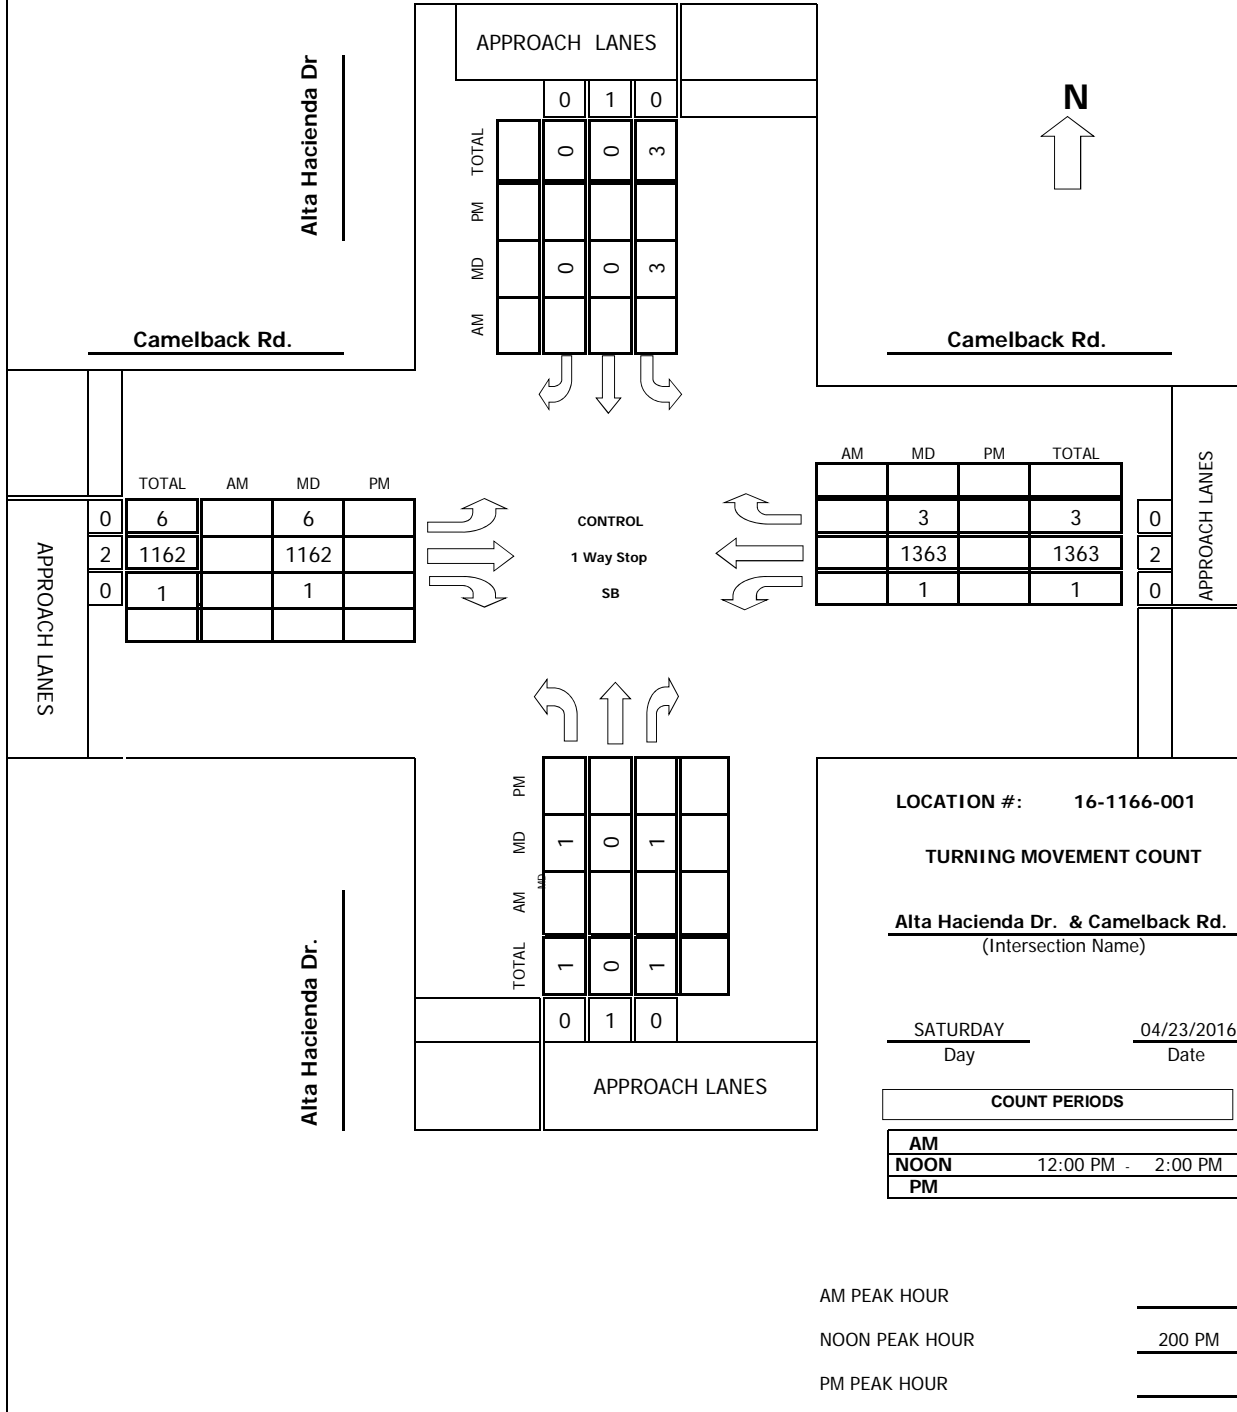 APPROACH LANES
0 1 0
Alta Hacienda Dr
N
TOTAL 0 0 3
PM
MD 0 0 3
AM
Camelback Rd.
Camelback Rd.
TOTAL AM MD PM
0 6 6
2 1162 1162
0 1 1
APPROACH LANES
CONTROL
1 Way Stop
SB
AM MD PM TOTAL
3 3 0
1363 1363 2
1 1 0
APPROACH LANES
PM
MD 1 0 1
AM
MD
TOTAL 1 0 1
0 1 0
APPROACH LANES
Alta Hacienda Dr.
LOCATION #: 16-1166-001
TURNING MOVEMENT COUNT
Alta Hacienda Dr. & Camelback Rd.
(Intersection Name)
SATURDAY 04/23/2016
Day Date
COUNT PERIODS
AM
NOON 12:00 PM - 2:00 PM
PM
AM PEAK HOUR
NOON PEAK HOUR 200 PM
PM PEAK HOUR